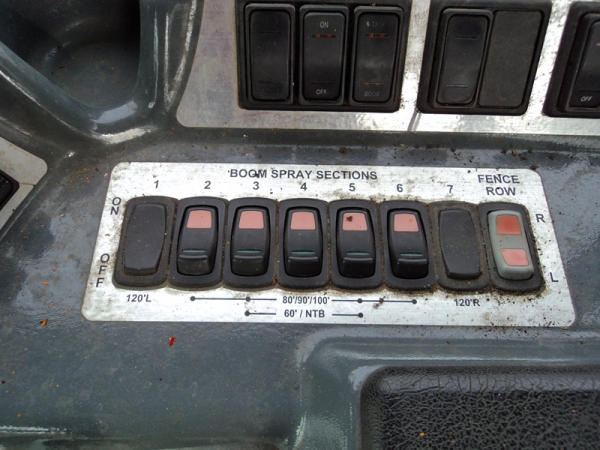 ON
OFF
OFF
BOOM SPRAY SECTIONS
1 2 3 4 5 6 7
FENCE
ROW
ON
OFF
R
L
120'L
80'/90'/100'
120'R
60' / NTB